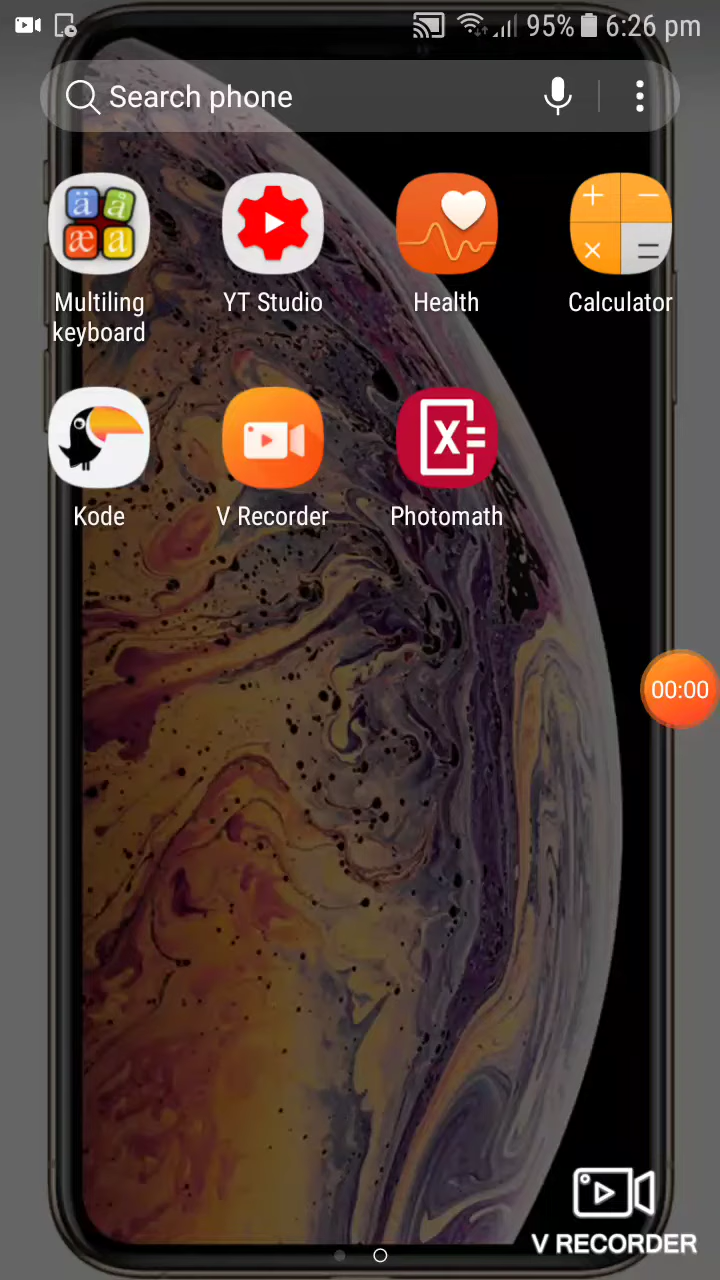 95% 6:26 pm
Search phone
Multiling
keyboard
YT Studio
Health
Calculator
Kode
V Recorder
Photomath
00:00
V RECORDER